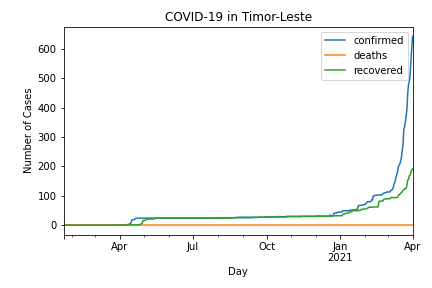 COVID-19 in Timor-Leste
confirmed
deaths
recovered
Number of Cases
600
500
400
300
200
100
0
Apr
Jul
Oct
Jan
2021
Apr
Day